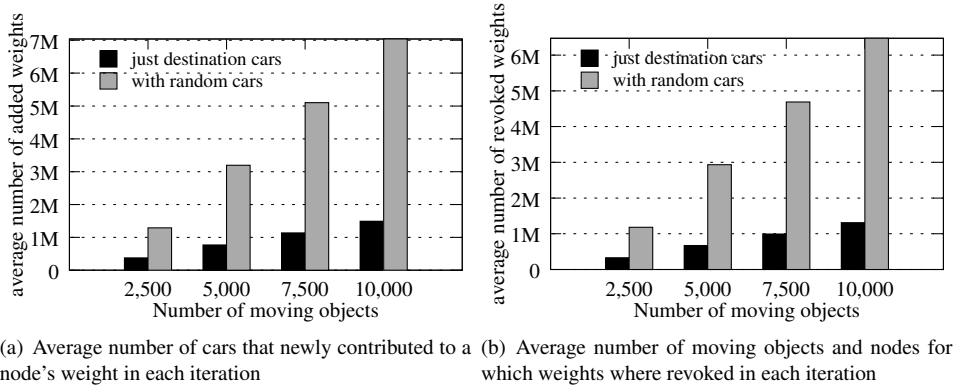 average number of added weights
7M
6M
5M
4M
3M
2M
1M
0
just destination cars
with random cars
2,500 5,000 7,500 10,000
Number of moving objects
(a) Average number of cars that newly contributed to a
node's weight in each iteration
average number of revoked weights
6M
5M
4M
3M
2M
1M
0
just destination cars
with random cars
2,500 5,000 7,500 10,000
Number of moving objects
(b) Average number of moving objects and nodes for
which weights where revoked in each iteration